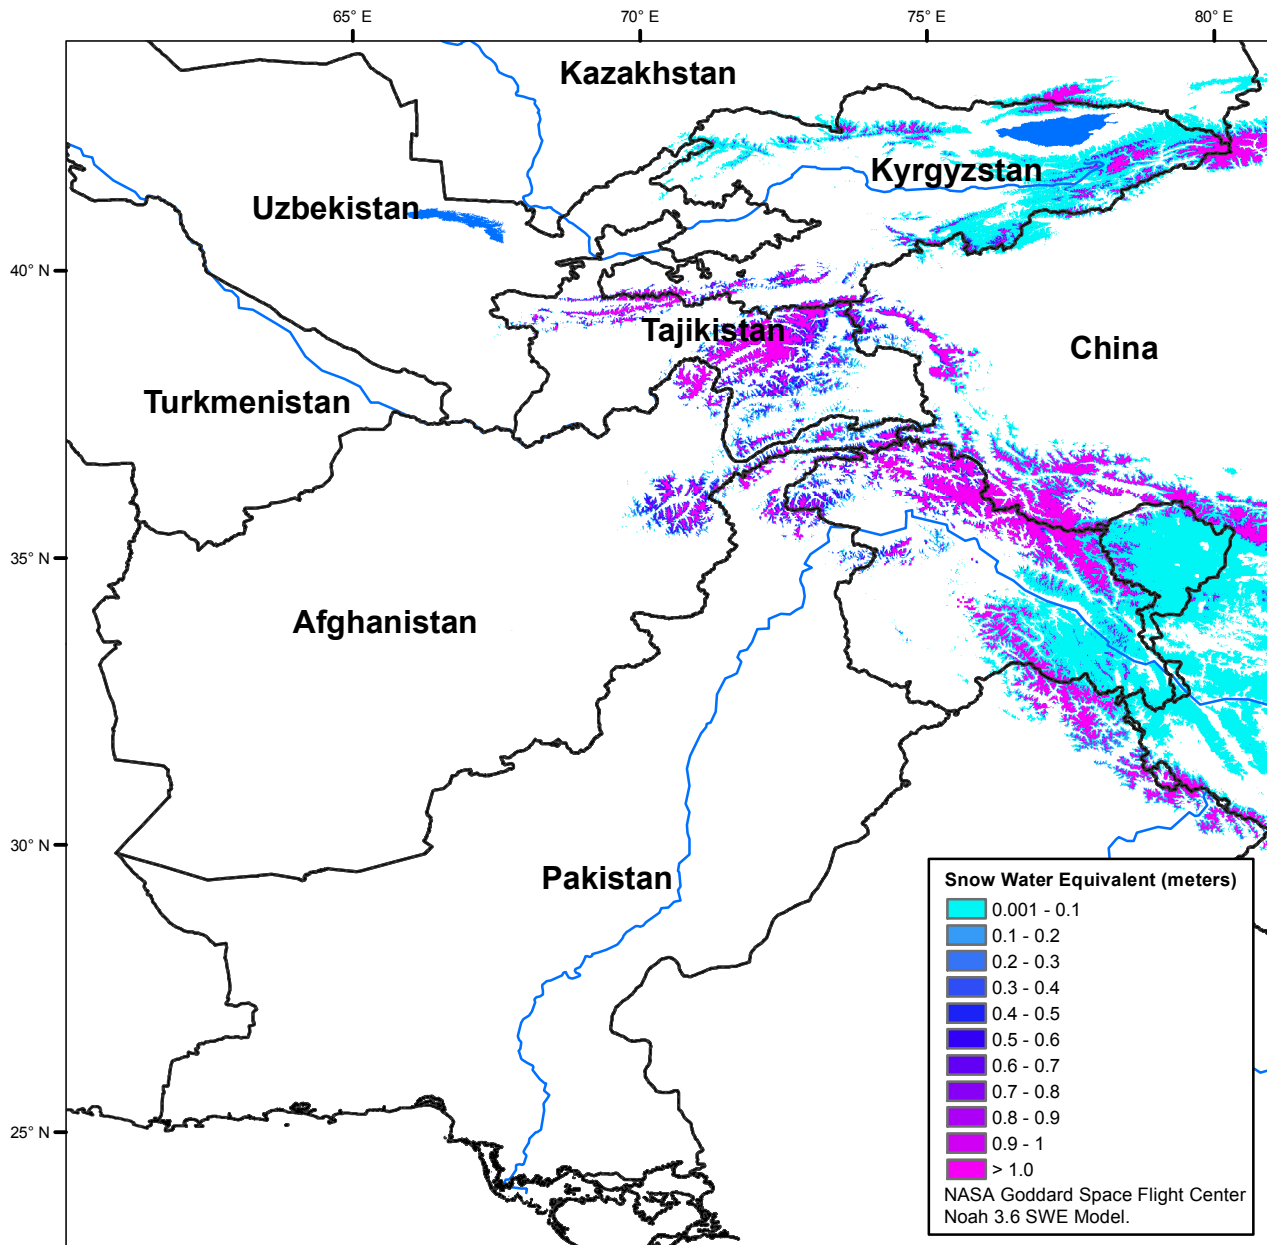 65° E
70° E
75° E
80° E
Kazakhstan
Kyrgyzstan
Uzbekistan
40° N
Tajikistan
China
Turkmenistan
35° N
Afghanistan
30° N
Pakistan
25° N
Snow Water Equivalent (meters)
0.001 - 0.1
0.1 - 0.2
0.2 - 0.3
0.3 - 0.4
0.4 - 0.5
0.5 - 0.6
0.6 - 0.7
0.7 - 0.8
0.8 - 0.9
0.9 - 1
> 1.0
NASA Goddard Space Flight Center
Noah 3.6 SWE Model.